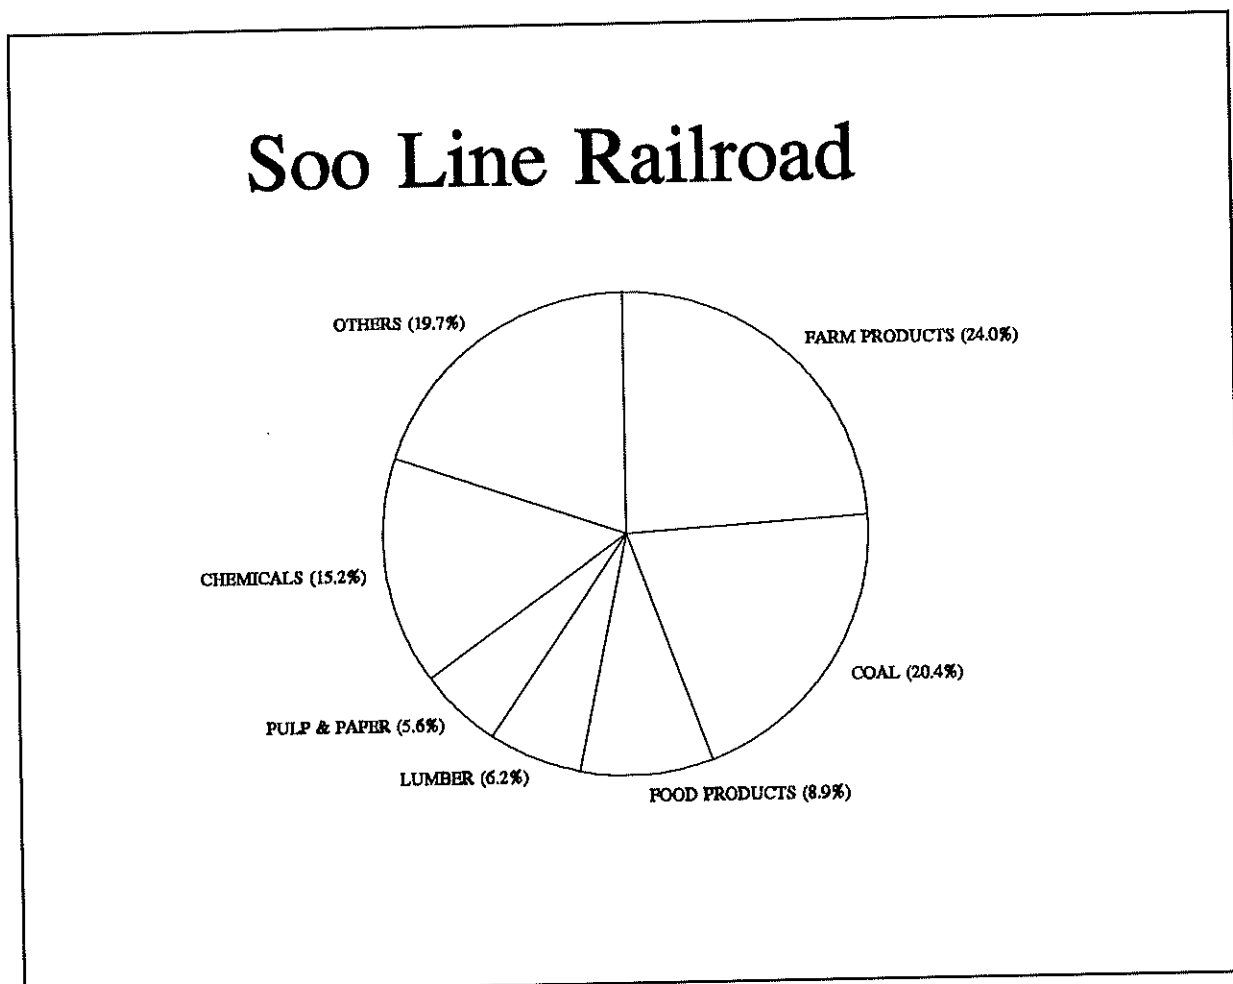 Soo Line Railroad
OTHERS (19.7%)
FARM PRODUCTS (24.0%)
CHEMICALS (15.2%)
COAL (20.4%)
PULP & PAPER (5.6%)
LUMBER (6.2%)
FOOD PRODUCTS (8.9%)